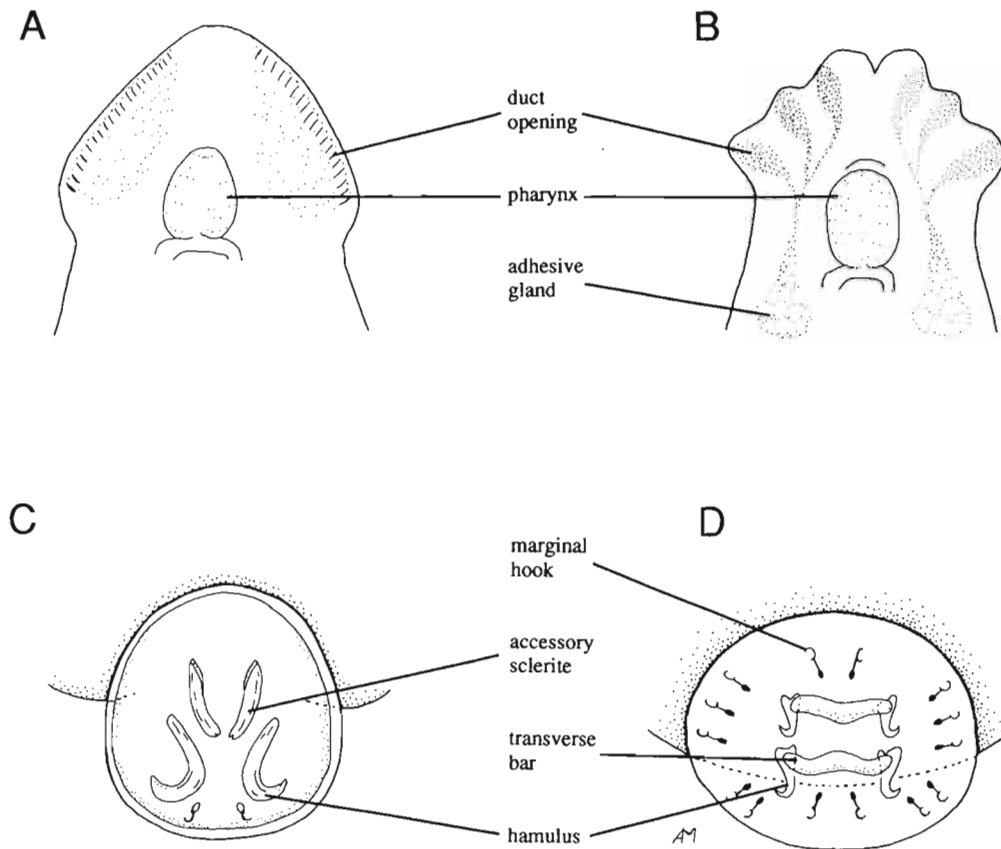 A
B
duct
opening
pharynx
adhesive
gland
C
D
marginal
hook
accessory
sclerite
transverse
bar
hamulus
AM